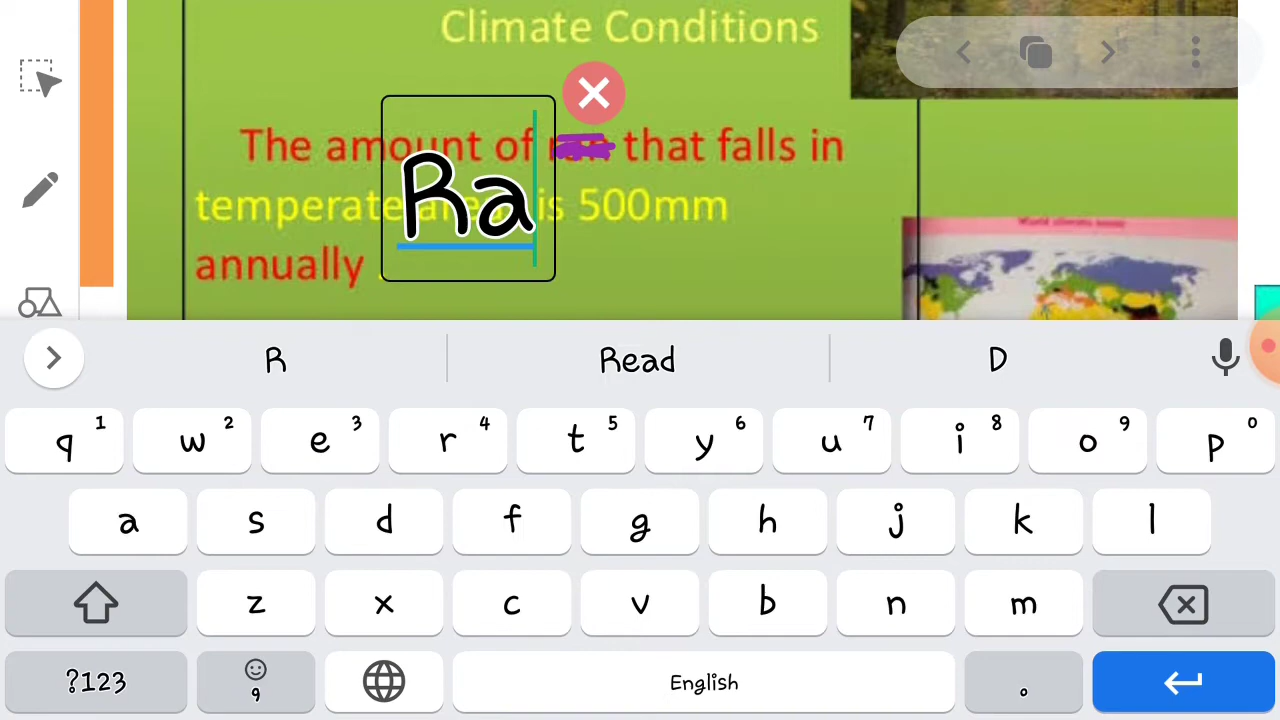 Climate Conditions
The amount of that falls in
Ra
temperate is 500mm
annually .
R Read D
q 1 w 2 e 3 r 4 t 5 y 6 u 7 i 8 o 9 p 0
a s d f g h j k l
z x c v b n m
?123 , English .